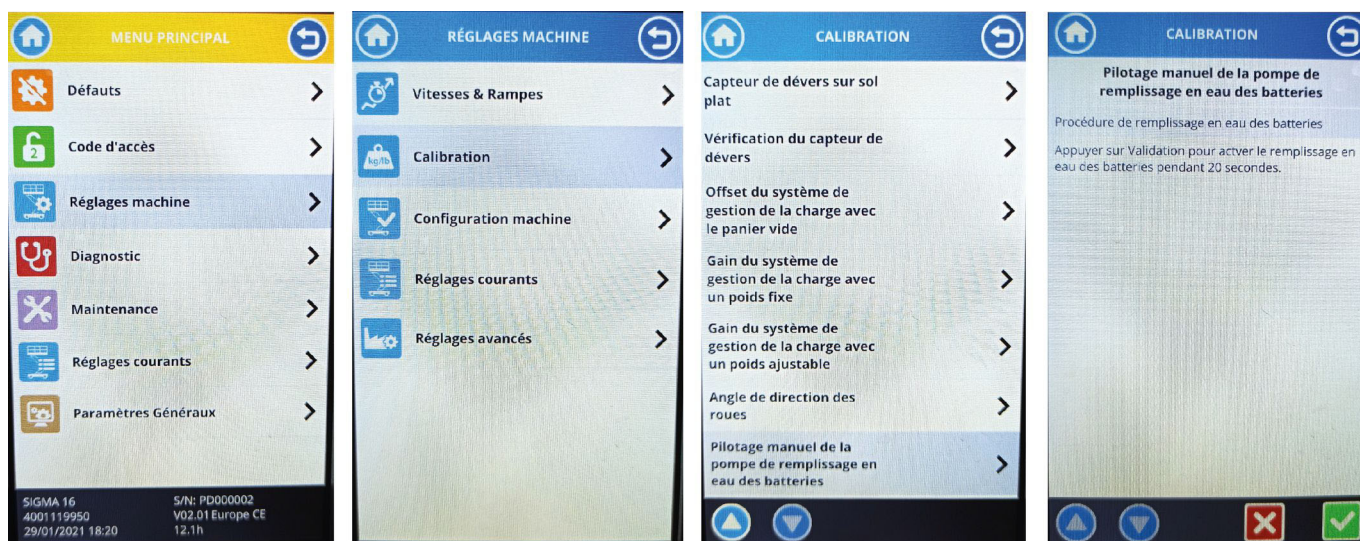 MENU PRINCIPAL
Défauts
2
Code d'accès
Réglages machine
Diagnostic
Maintenance
Réglages courants
Paramètres Généraux
SIGMA 16
4001119950
29/01/2021 18:20
S/N: PD000002
V02.01 Europe CE
12.1h
RÉGLAGES MACHINE
Vitesses & Rampes
kg/lb
Calibration
Configuration machine
Réglages courants
Réglages avancés
CALIBRATION
Capteur de dévers sur sol
plat
Vérification du capteur de
dévers
Offset du système de
gestion de la charge avec
le panier vide
Gain du système de
gestion de la charge avec
un poids fixe
Gain du système de
gestion de la charge avec
un poids ajustable
Angle de direction des
roues
Pilotage manuel de la
pompe de remplissage en
eau des batteries
CALIBRATION
Pilotage manuel de la pompe de
remplissage en eau des batteries
Procédure de remplissage en eau des batteries
Appuyer sur Validation pour actver le remplissage en
eau des batteries pendant 20 secondes.